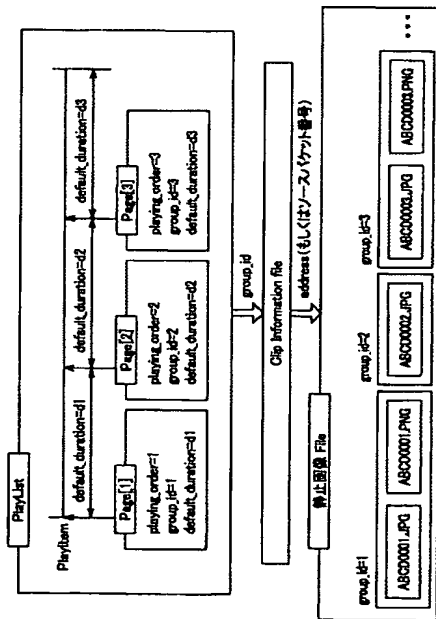 PlayList
PlayItem
default_duration=d1
default_duration=d2
default_duration=d3
Page[1]
playing_order=1
group_id=1
default_duration=d1
Page[2]
playing_order=2
group_id=2
default_duration=d2
Page[3]
playing_order=3
group_id=3
default_duration=d3
group_id
Clip Information file
address(もしくはソースパケット番号)
静止画像 File
group_id=1
ABCD0001.JPG
ABCD0001.PNG
group_id=2
ABCD0002.JPG
group_id=3
ABCD0003.JPG
ABCD0003.PNG
...